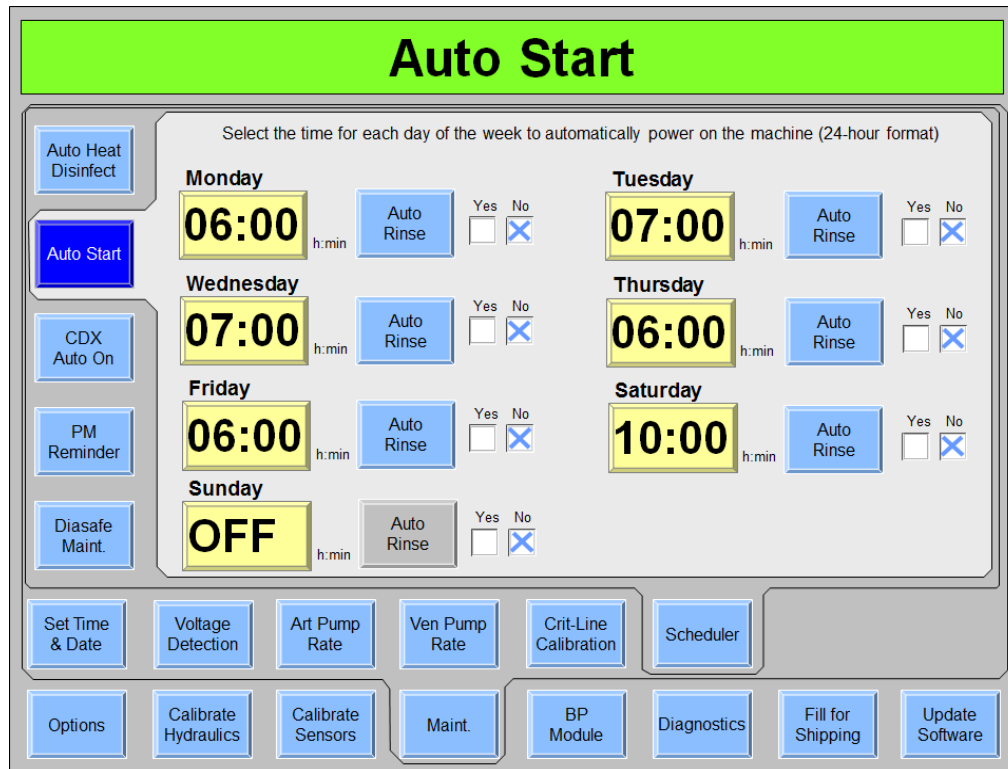 Auto Start
Select the time for each day of the week to automatically power on the machine (24-hour format)
Auto Heat
Disinfect
Auto Start
CDX
Auto On
PM
Reminder
Diasafe
Maint.
Monday
06:00
h:min
Auto
Rinse
Yes No
Tuesday
07:00
h:min
Auto
Rinse
Yes No
Wednesday
07:00
h:min
Auto
Rinse
Yes No
Thursday
06:00
h:min
Auto
Rinse
Yes No
Friday
06:00
h:min
Auto
Rinse
Yes No
Saturday
10:00
h:min
Auto
Rinse
Yes No
Sunday
OFF
h:min
Auto
Rinse
Yes No
Set Time
& Date
Voltage
Detection
Art Pump
Rate
Ven Pump
Rate
Crit-Line
Calibration
Scheduler
Options
Calibrate
Hydraulics
Calibrate
Sensors
Maint.
BP
Module
Diagnostics
Fill for
Shipping
Update
Software